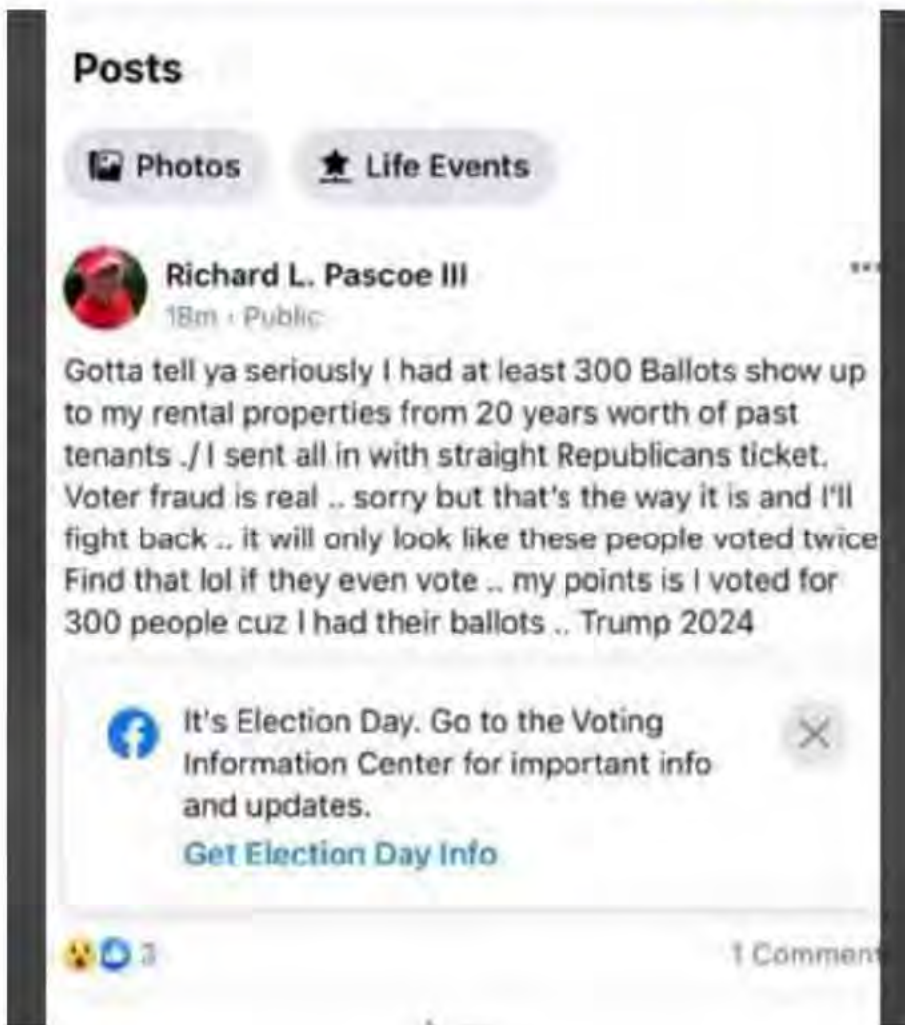 Posts
Photos
Life Events
Richard L. Pascoe III
18m · Public
Gotta tell ya seriously I had at least 300 Ballots show up
to my rental properties from 20 years worth of past
tenants ./ I sent all in with straight Republicans ticket.
Voter fraud is real .. sorry but that's the way it is and I'll
fight back .. it will only look like these people voted twice
Find that lol if they even vote .. my points is I voted for
300 people cuz I had their ballots .. Trump 2024
It's Election Day. Go to the Voting
Information Center for important info
and updates.
Get Election Day Info
3
1 Comment